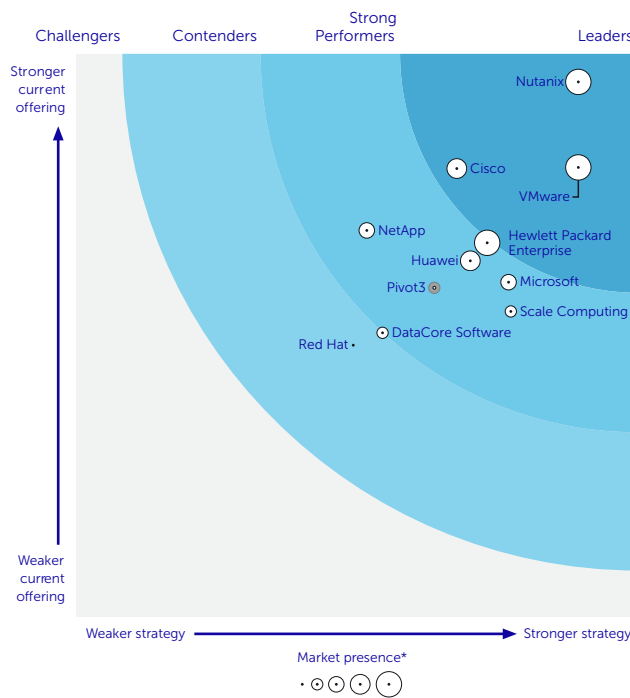 Challengers
Contenders
Strong
Performers
Leaders
Stronger
current
offering
Nutanix
Cisco
VMware
NetApp
Hewlett Packard
Enterprise
Huawei
Microsoft
Pivot3
Scale Computing
DataCore Software
Red Hat
Weaker
current
offering
Weaker strategy
Stronger strategy
Market presence*